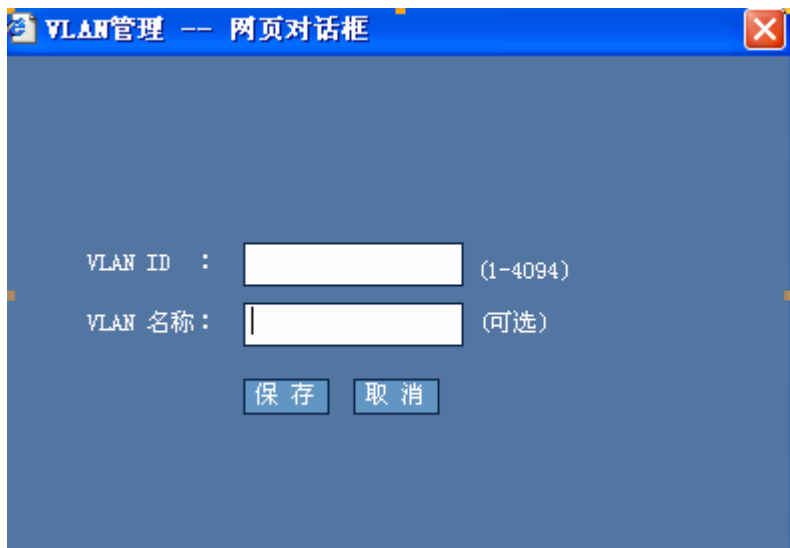 VLAN管理 -- 网页对话框
VLAN ID ： (1-4094)
VLAN 名称： (可选)
保 存 取 消